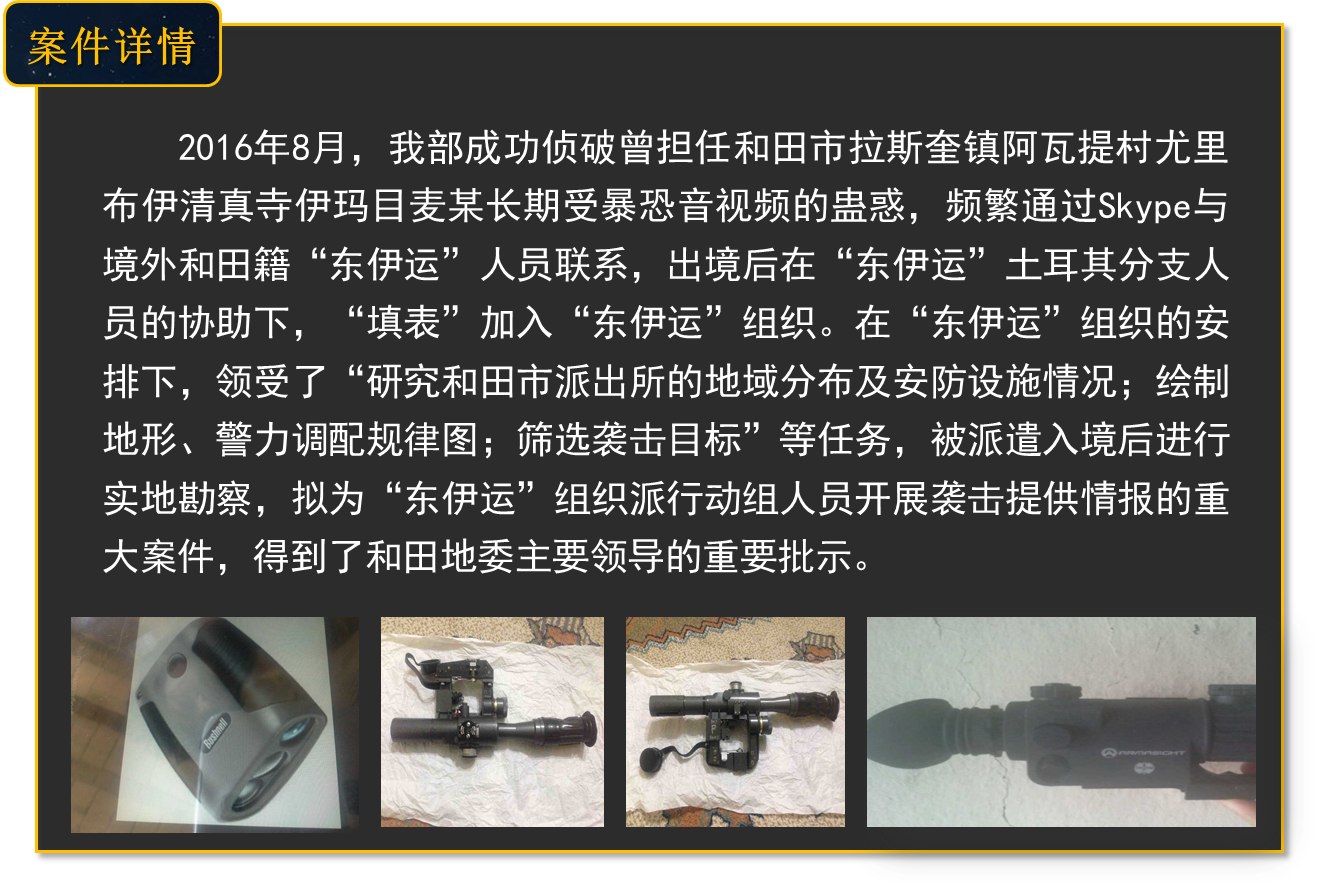 案件详情
2016年8月，我部成功侦破曾担任和田市拉斯奎镇阿瓦提村尤里
布伊清真寺伊玛目麦某长期受暴恐音视频的蛊惑，频繁通过Skype与
境外和田籍“东伊运”人员联系，出境后在“东伊运”土耳其分支人
员的协助下，“填表”加入“东伊运”组织。在“东伊运”组织的安
排下，领受了“研究和田市派出所的地域分布及安防设施情况；绘制
地形、警力调配规律图；筛选袭击目标”等任务，被派遣入境后进行
实地勘察，拟为“东伊运”组织派行动组人员开展袭击提供情报的重
大案件，得到了和田地委主要领导的重要批示。
Bushnell
ARMASIGHT